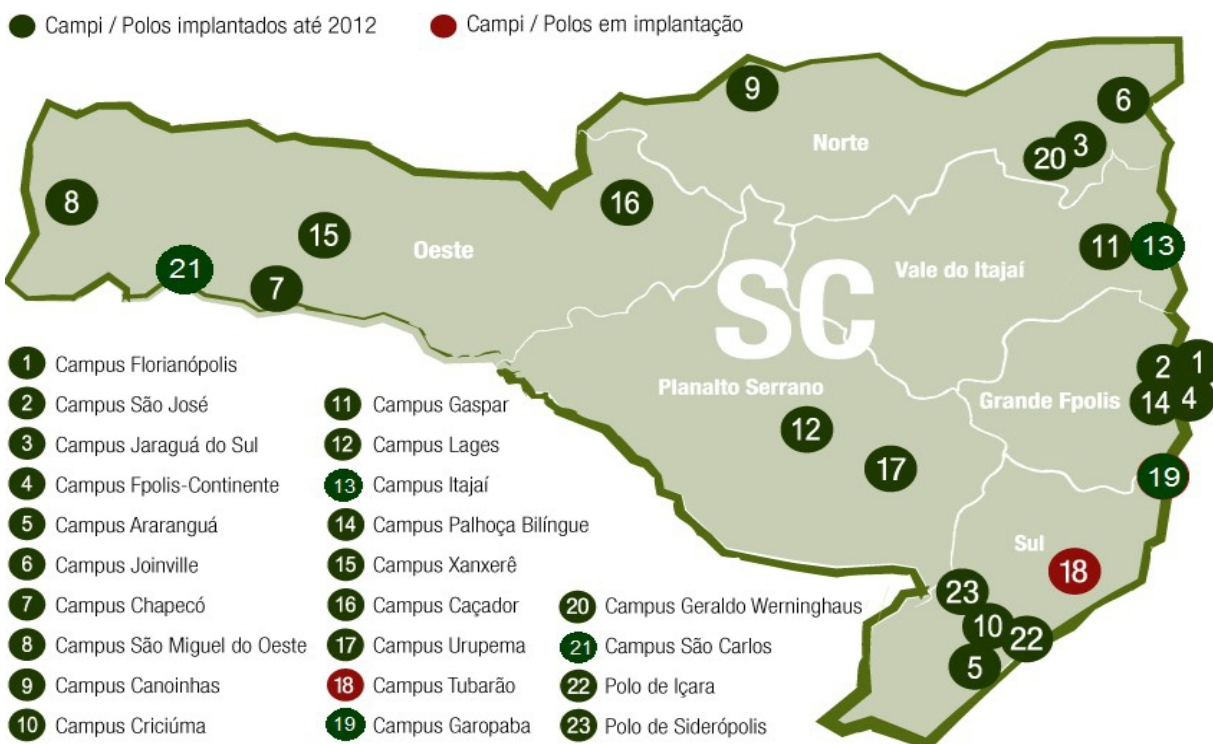 Campi / Polos implantados até 2012
Campi / Polos em implantação
9
6
Norte
3
20
8
16
15
Oeste
11
13
21
7
Vale do Itajaí
SC
1 Campus Florianópolis
2 Campus São José
3 Campus Jaraguá do Sul
4 Campus Fpolis-Continente
5 Campus Araranguá
6 Campus Joinville
7 Campus Chapecó
8 Campus São Miguel do Oeste
9 Campus Canoinhas
10 Campus Criciúma
11 Campus Gaspar
12 Campus Lages
13 Campus Itajaí
14 Campus Palhoça Bilíngue
15 Campus Xanxerê
16 Campus Caçador
17 Campus Urupema
18 Campus Tubarão
19 Campus Garopaba
20 Campus Geraldo Werninghaus
21 Campus São Carlos
22 Polo de Içara
23 Polo de Siderópolis
Planalto Serrano
12
17
Grande Fpolis
2
1
14
4
19
Sul
18
23
10
22
5